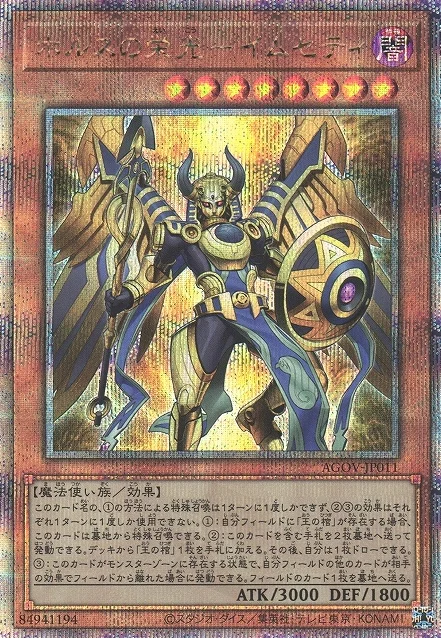 ホルスの栄光-イムセティ
闇
AGOV-JP011
【魔法使い族／効果】
このカード名の、①の方法による特殊召喚は1ターンに1度しかできず、②③の効果はそれ
ぞれ1ターンに1度しか使用できない。①：自分フィールドに「王の棺」が存在する場合、
このカードは墓地から特殊召喚できる。②：このカードを含む手札を2枚墓地へ送って
発動できる。デッキから「王の棺」1枚を手札に加える。その後、自分は1枚ドローできる。
③：このカードがモンスターゾーンに存在する状態で、自分フィールドの他のカードが相手
の効果でフィールドから離れた場合に発動できる。フィールドのカード1枚を墓地へ送る。
ATK/3000 DEF/1800
84941194
©スタジオ・ダイス／集英社・テレビ東京・KONAMI